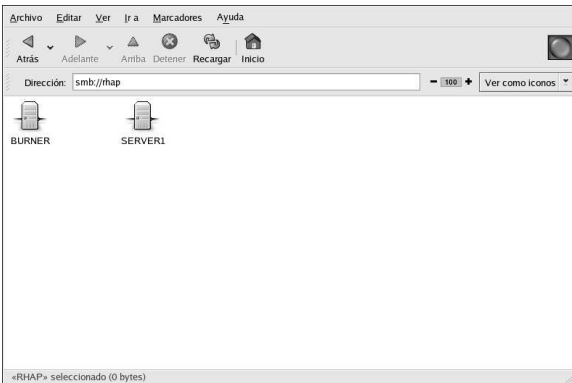 Archivo Editar Ver Ir a Marcadores Ayuda
Atrás Adelante Arriba Detener Recargar Inicio
Dirección: smb://rhap 100 Ver como iconos
BURNER SERVER1
«RHAP» seleccionado (0 bytes)